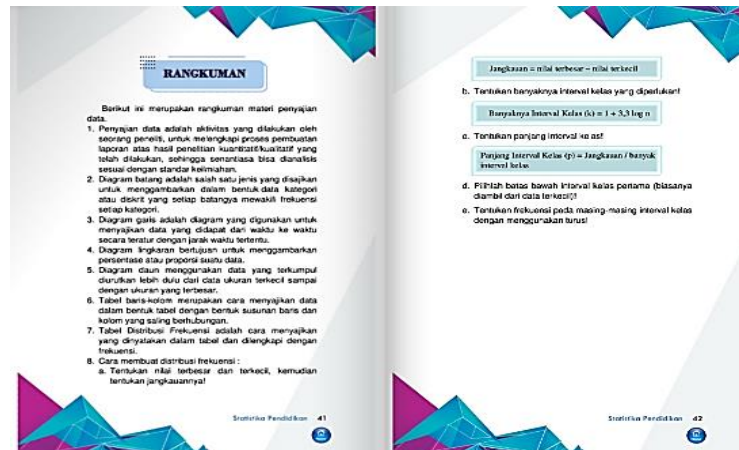 RANGKUMAN
Berikut ini merupakan rangkuman materi penyajian
data.
1. Penyajian data adalah aktivitas yang dilakukan oleh
seorang peneliti, untuk melengkapi proses pembuatan
laporan atas hasil penelitian kuantitatif/kualitatif yang
telah dilakukan, sehingga senantiasa bisa dianalisis
sesuai dengan standar keilmiahan.
2. Diagram batang adalah salah satu jenis yang disajikan
untuk menggambarkan dalam bentuk data kategori
atau diskrit yang setiap batangnya mewakili frekuensi
setiap kategori.
3. Diagram garis adalah diagram yang digunakan untuk
menyajikan data yang didapat dari waktu ke waktu
secara teratur dengan jarak waktu tertentu.
4. Diagram lingkaran bertujuan untuk menggambarkan
persentase atau proporsi suatu data.
5. Diagram daun menggunakan data yang terkumpul
diurutkan lebih dulu dari data ukuran terkecil sampai
dengan ukuran yang terbesar.
6. Tabel baris-kolom merupakan cara menyajikan data
dalam bentuk tabel dengan bentuk susunan baris dan
kolom yang saling berhubungan.
7. Tabel Distribusi Frekuensi adalah cara menyajikan
yang dinyatakan dalam tabel dan dilengkapi dengan
frekuensi.
8. Cara membuat distribusi frekuensi :
a. Tentukan nilai terbesar dan terkecil, kemudian
tentukan jangkauannya!
Statistika Pendidikan 41
Jangkauan = nilai terbesar – nilai terkecil
b. Tentukan banyaknya interval kelas yang diperlukan!
Banyaknya Interval Kelas (k) = 1 + 3,3 log n
c. Tentukan panjang interval kelas!
Panjang Interval Kelas (p) = Jangkauan / banyak
interval kelas
d. Pilihlah batas bawah interval kelas pertama (biasanya
diambil dari data terkecil)!
e. Tentukan frekuensi pada masing-masing interval kelas
dengan menggunakan turus!
Statistika Pendidikan 42